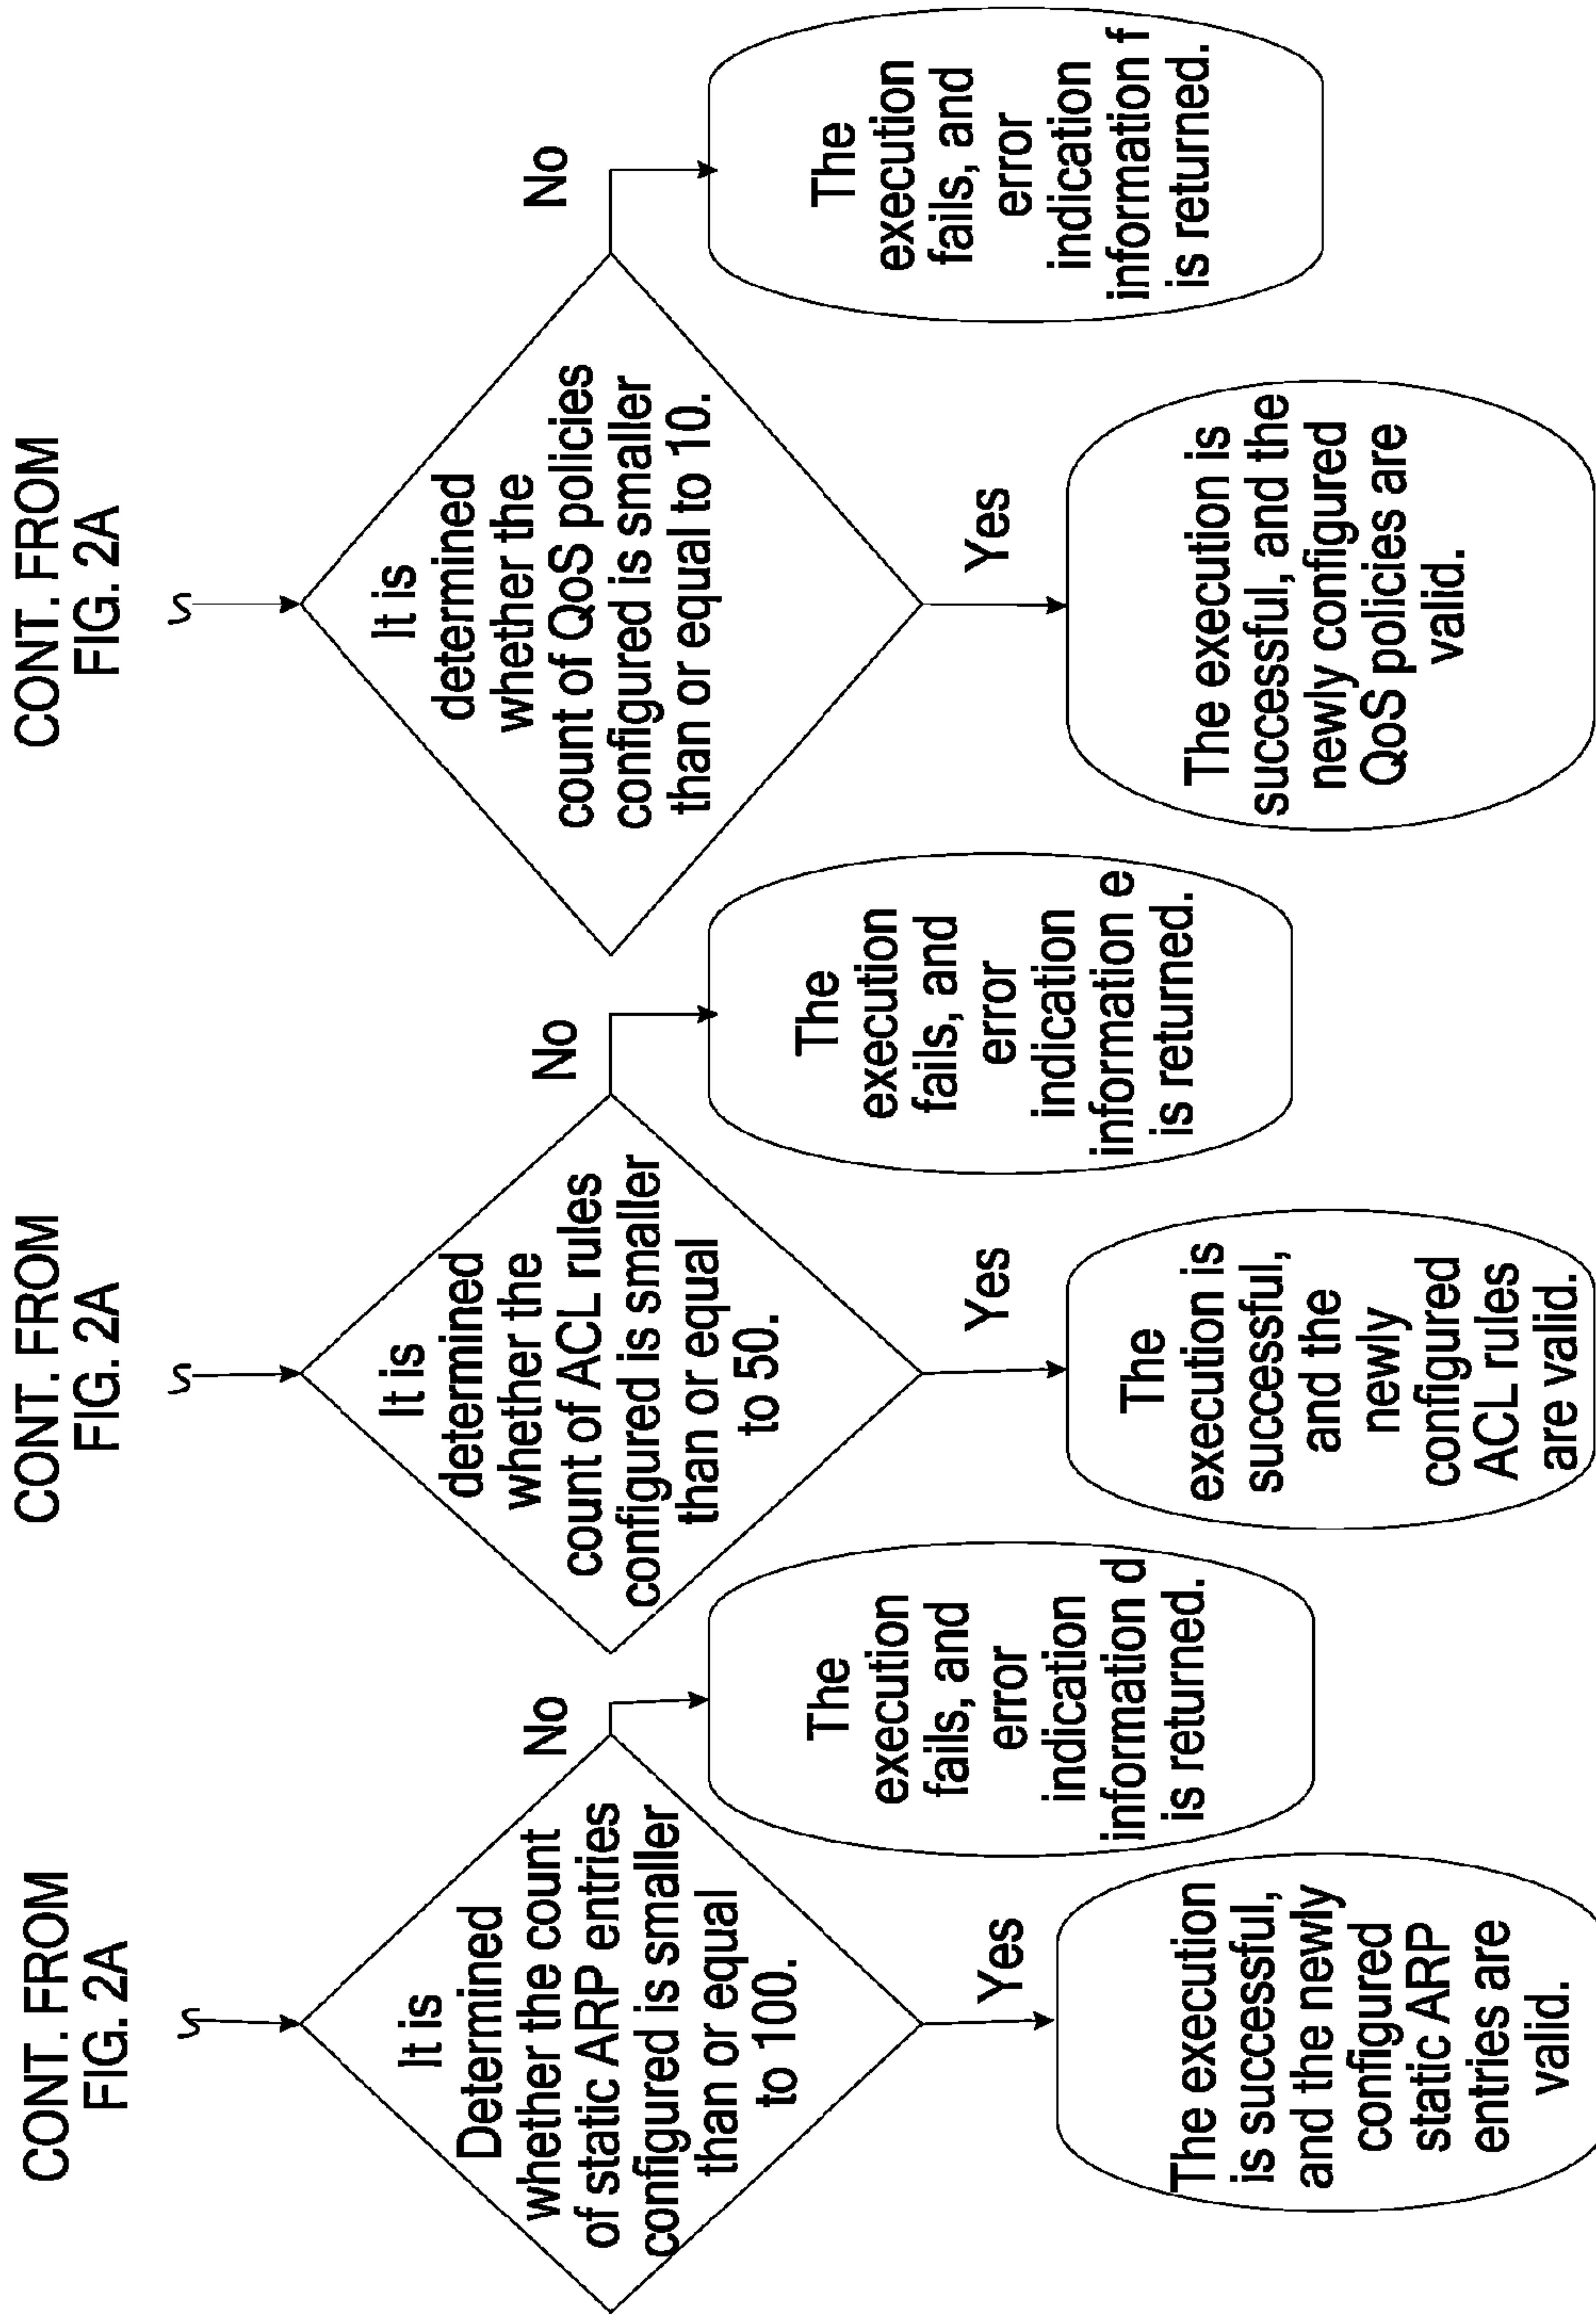 CONT. FROM
FIG. 2A
It is
Determined
whether the count
of static ARP entries
configured is smaller
than or equal
to 100.
No
The
execution
fails, and
error
indication
information d
is returned.
Yes
The execution
is successful,
and the newly
configured
static ARP
entries are
valid.
CONT. FROM
FIG. 2A
It is
determined
whether the
count of ACL rules
configured is smaller
than or equal
to 50.
No
The
execution
fails, and
error
indication
information e
is returned.
Yes
The
execution is
successful,
and the
newly
configured
ACL rules
are valid.
CONT. FROM
FIG. 2A
It is
determined
whether the
count of QoS policies
configured is smaller
than or equal to 10.
No
The
execution
fails, and
error
indication
information f
is returned.
Yes
The execution is
successful, and the
newly configured
QoS policies are
valid.